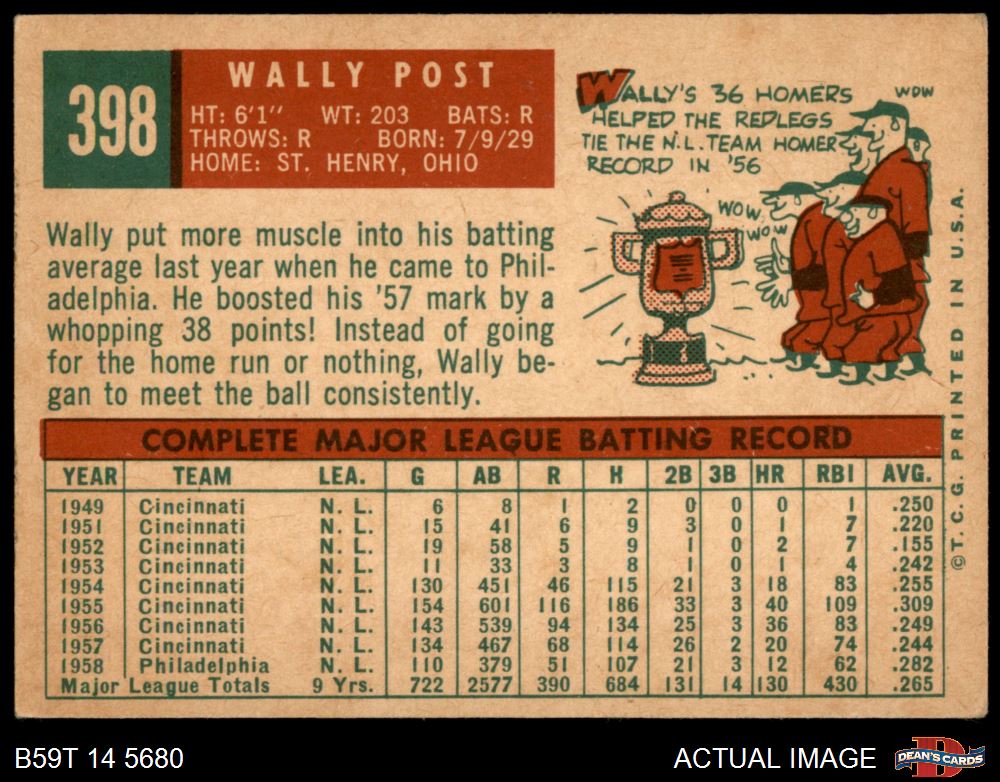 398
WALLY POST
HT: 6'1" WT: 203 BATS: R
THROWS: R BORN: 7/9/29
HOME: ST. HENRY, OHIO
WALLY'S 36 HOMERS
HELPED THE REDLEGS
TIE THE N.L. TEAM HOMER
RECORD IN '56
WOW
WOW
WOW
Wally put more muscle into his batting
average last year when he came to Phil-
adelphia. He boosted his '57 mark by a
whopping 38 points! Instead of going
for the home run or nothing, Wally be-
gan to meet the ball consistently.
COMPLETE MAJOR LEAGUE BATTING RECORD
YEAR TEAM LEA. G AB R H 2B 3B HR RBI AVG.
1949 Cincinnati N. L. 6 8 1 2 0 0 0 1 .250
1951 Cincinnati N. L. 15 41 6 9 3 0 1 7 .220
1952 Cincinnati N. L. 19 58 5 9 1 0 2 7 .155
1953 Cincinnati N. L. 11 33 3 8 1 0 1 4 .242
1954 Cincinnati N. L. 130 451 46 115 21 3 18 83 .255
1955 Cincinnati N. L. 154 601 116 186 33 3 40 109 .309
1956 Cincinnati N. L. 143 539 94 134 25 3 36 83 .249
1957 Cincinnati N. L. 134 467 68 114 26 2 20 74 .244
1958 Philadelphia N. L. 110 379 51 107 21 3 12 62 .282
Major League Totals 9 Yrs. 722 2577 390 684 131 14 130 430 .265
©T.C.G. PRINTED IN U.S.A.
B59T 14 5680
ACTUAL IMAGE
D
DEAN'S CARDS